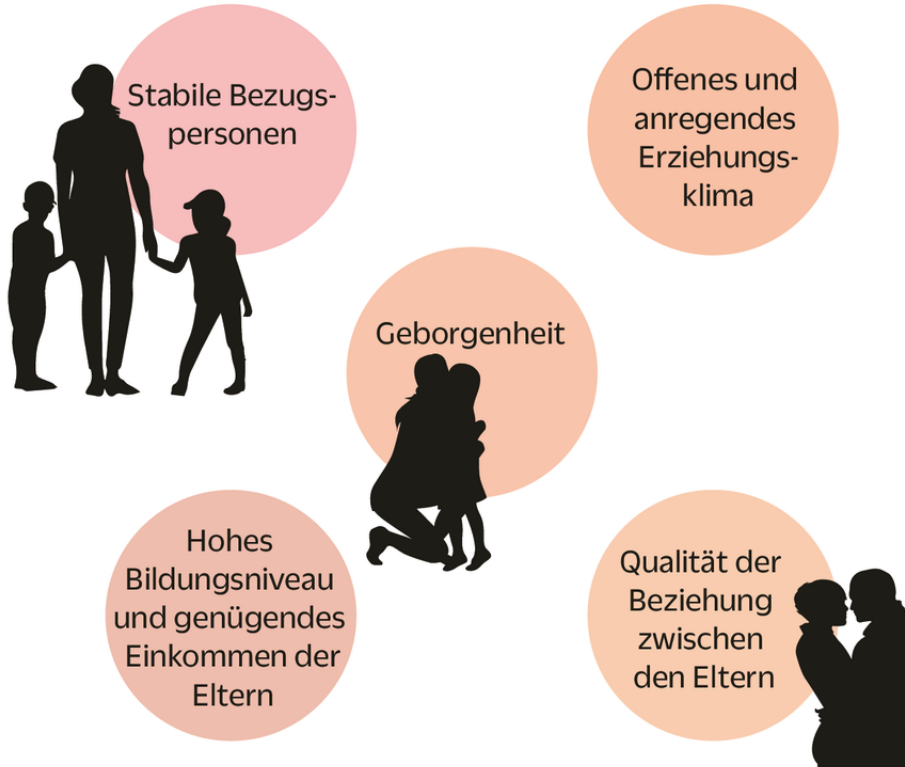 Stabile Bezugs-
personen
Offenes und
anregendes
Erziehungs-
klima
Geborgenheit
Hohes
Bildungsniveau
und genügendes
Einkommen der
Eltern
Qualität der
Beziehung
zwischen
den Eltern